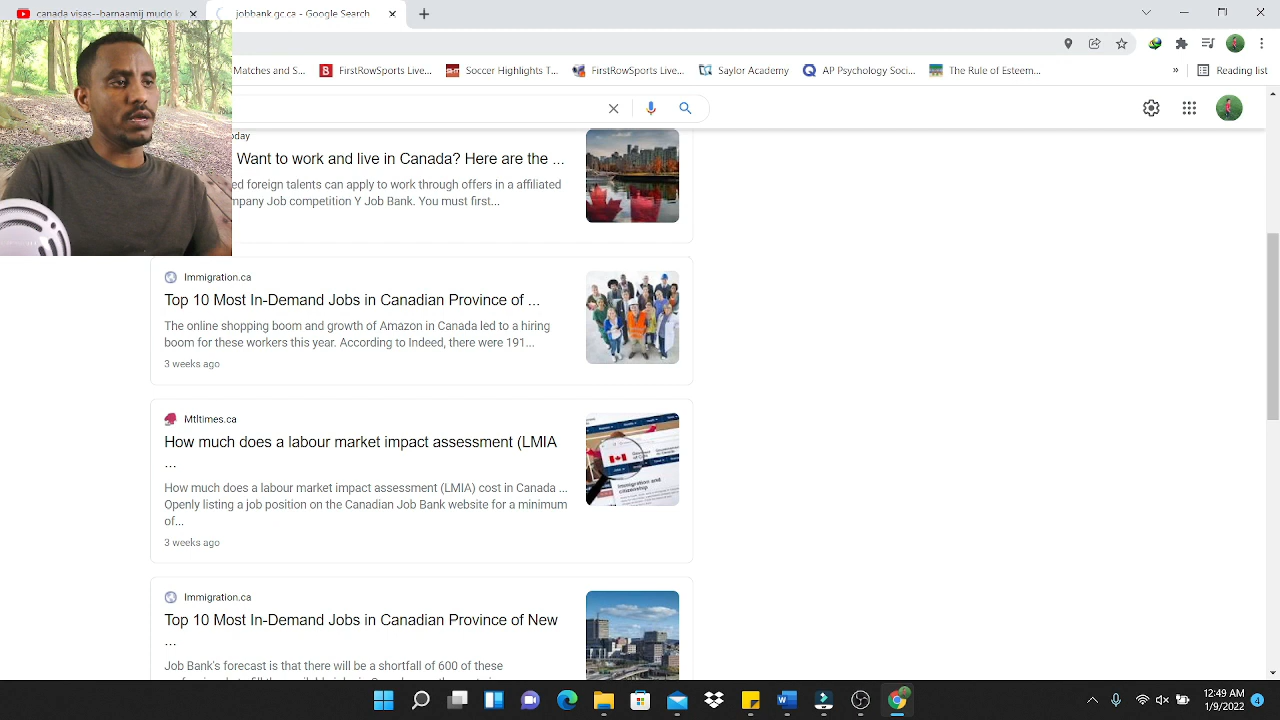 canada visas-barnaamij
canada jobs - Google Search
Matches and S...
FirstRowSports Live...
Soccer Highlights a...
FirstRowSports Live...
Saylor Academy
All Psychology Soci...
The Rule of Exclaim...
»
Reading list
oday
Want to work and live in Canada? Here are the ...
ed foreign talents can apply to work through offers in a affiliated
mpany Job competition Y Job Bank. You must first...
Immigration.ca
Top 10 Most In-Demand Jobs in Canadian Province of ...
The online shopping boom and growth of Amazon in Canada led to a hiring
boom for these workers this year. According to Indeed, there were 191...
3 weeks ago
Mtltimes.ca
How much does a labour market impact assessment (LMIA
...
How much does a labour market impact assessment (LMIA) cost in Canada ...
Openly listing a job position on the Canadian Job Bank website for a minimum
of...
3 weeks ago
Immigration and
citizenship
Immigration.ca
Top 10 Most In-Demand Jobs in Canadian Province of New
...
Job Bank's forecast is that there will be a shortfall of 600 of these
12:49 AM
1/9/2022
4